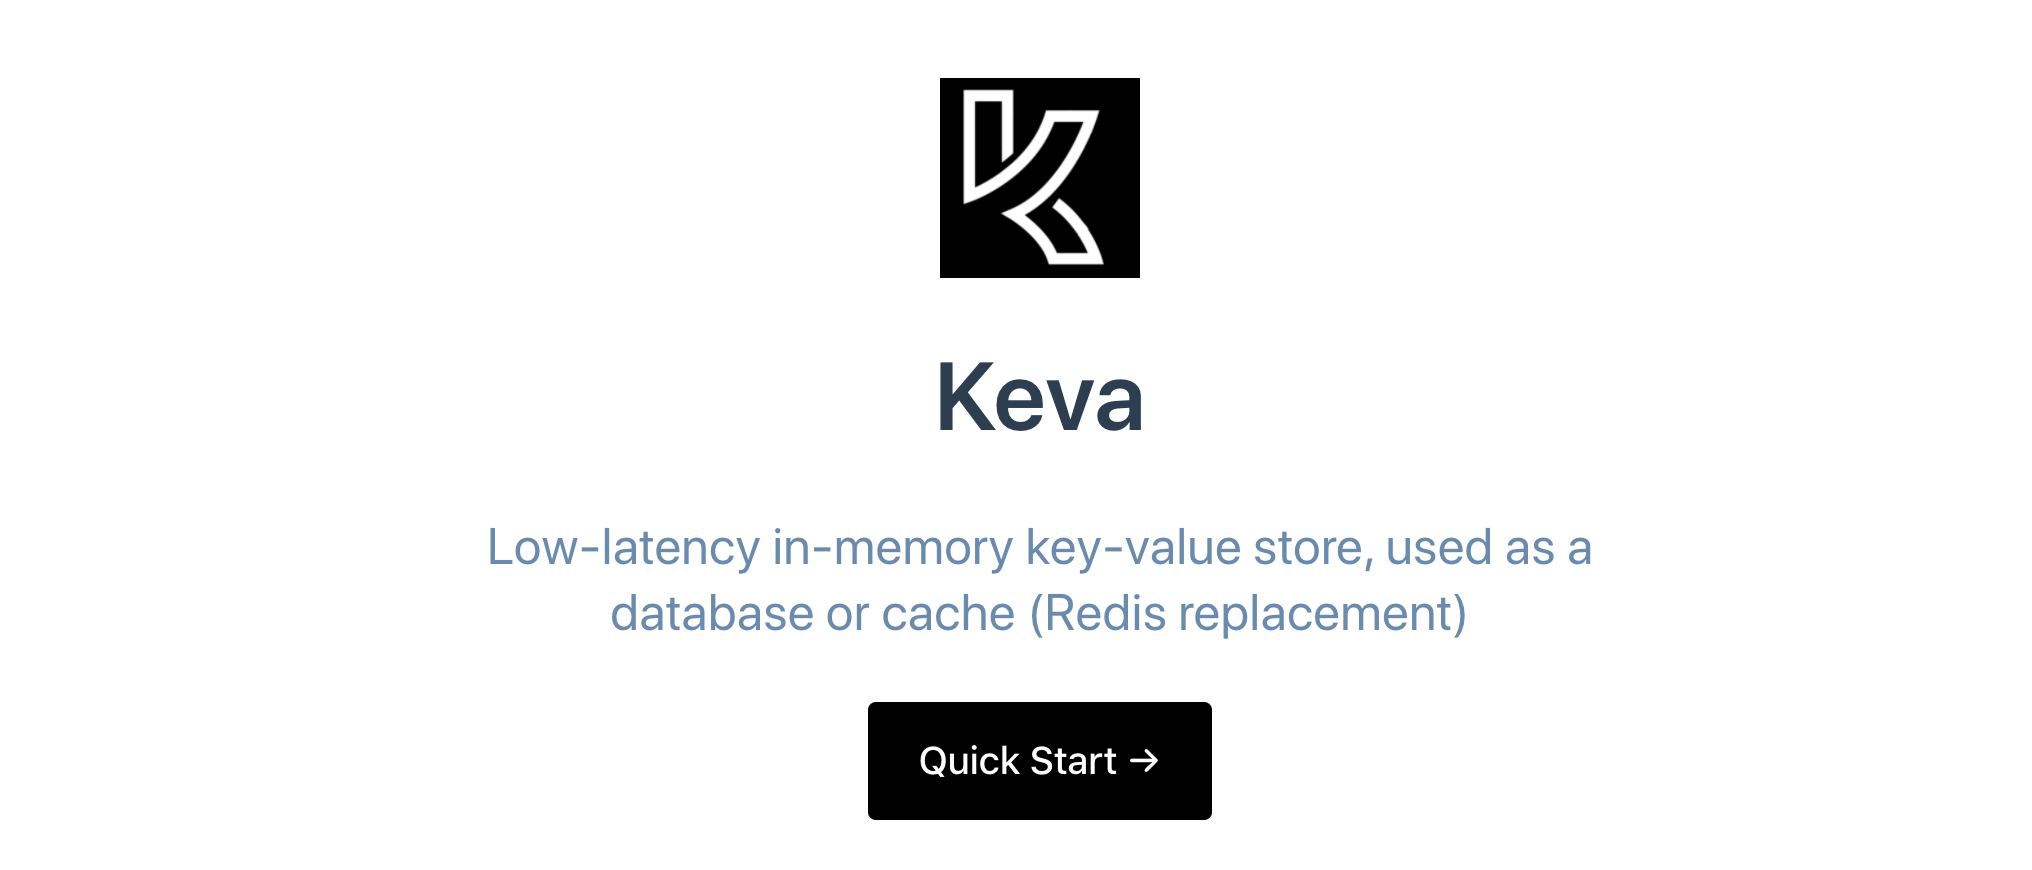 Keva
Low-latency in-memory key-value store, used as a
database or cache (Redis replacement)
Quick Start →